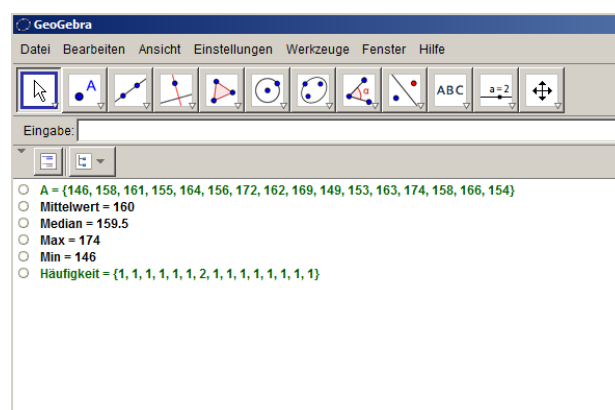 GeoGebra
Datei Bearbeiten Ansicht Einstellungen Werkzeuge Fenster Hilfe
A α ABC a=2
Eingabe:
A = {146, 158, 161, 155, 164, 156, 172, 162, 169, 149, 153, 163, 174, 158, 166, 154}
Mittelwert = 160
Median = 159.5
Max = 174
Min = 146
Häufigkeit = {1, 1, 1, 1, 1, 1, 2, 1, 1, 1, 1, 1, 1, 1, 1}